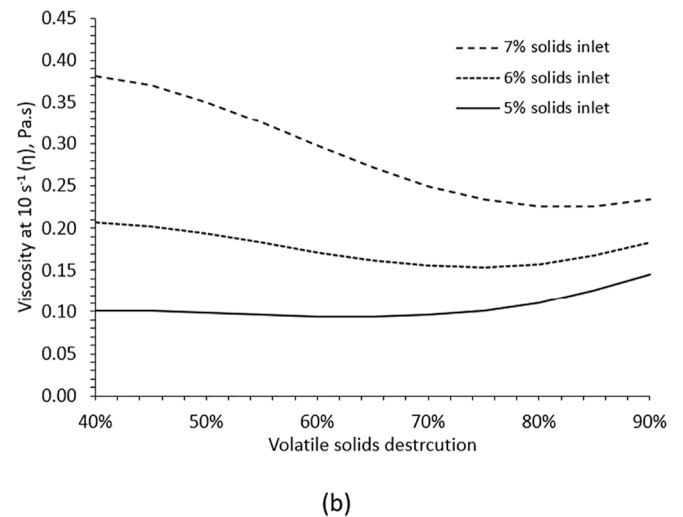 0.45
0.40
0.35
0.30
0.25
0.20
0.15
0.10
0.05
0.00
Viscosity at 10 s⁻¹ (η), Pa.s)
7% solids inlet
6% solids inlet
5% solids inlet
40% 50% 60% 70% 80% 90%
Volatile solids destrcution
(b)